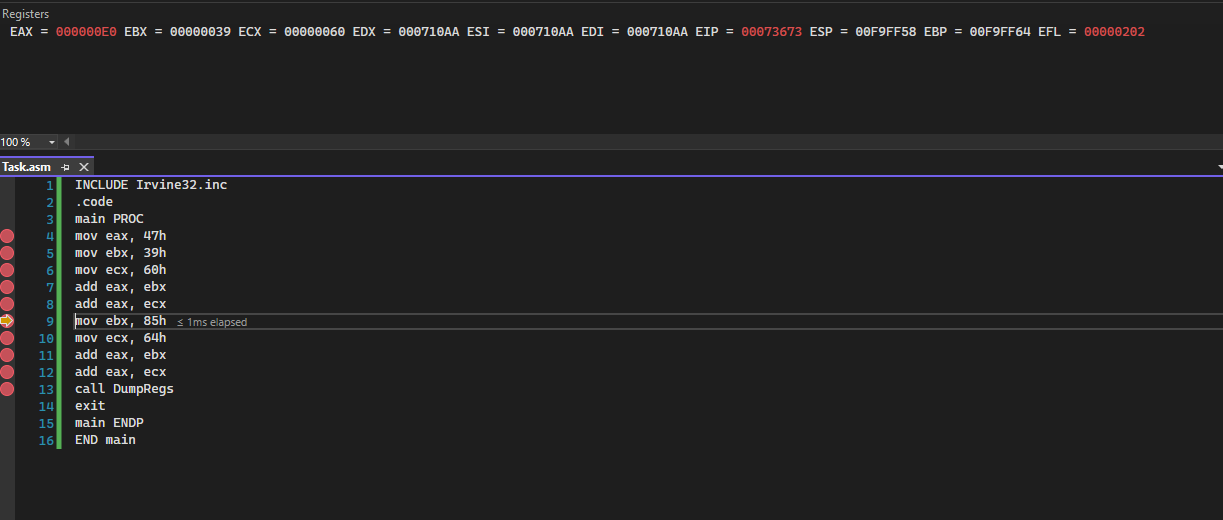 Registers
EAX = 000000E0 EBX = 00000039 ECX = 00000060 EDX = 000710AA ESI = 000710AA EDI = 000710AA EIP = 00073673 ESP = 00F9FF58 EBP = 00F9FF64 EFL = 00000202
100 %
Task.asm
1 INCLUDE Irvine32.inc
2 .code
3 main PROC
4 mov eax, 47h
5 mov ebx, 39h
6 mov ecx, 60h
7 add eax, ebx
8 add eax, ecx
9 mov ebx, 85h ≤ 1ms elapsed
10 mov ecx, 64h
11 add eax, ebx
12 add eax, ecx
13 call DumpRegs
14 exit
15 main ENDP
16 END main